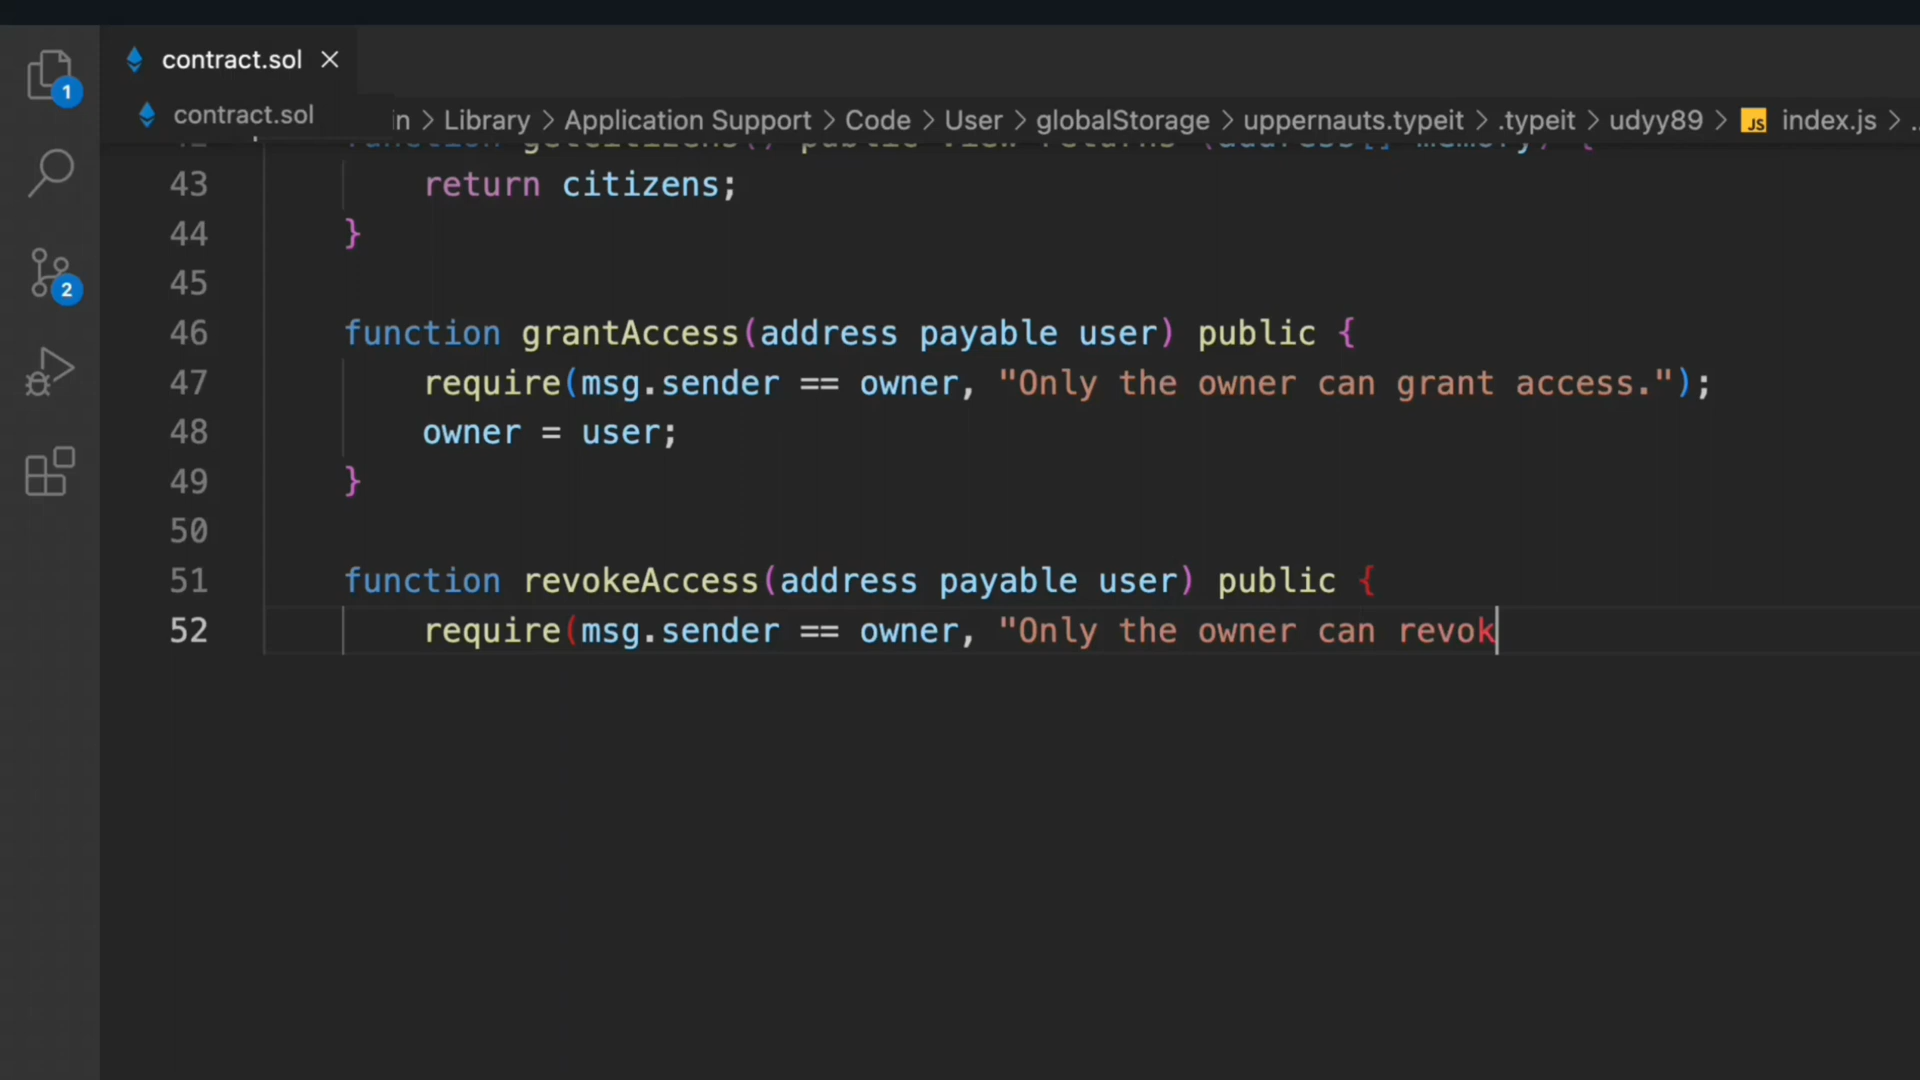 contract.sol
contract.sol in > Library > Application Support > Code > User > globalStorage > uppernauts.typeit > .typeit > udyy89 > JS index.js >
1
2
43 return citizens;
44 }
45
46 function grantAccess(address payable user) public {
47 require(msg.sender == owner, "Only the owner can grant access.");
48 owner = user;
49 }
50
51 function revokeAccess(address payable user) public {
52 require(msg.sender == owner, "Only the owner can revok